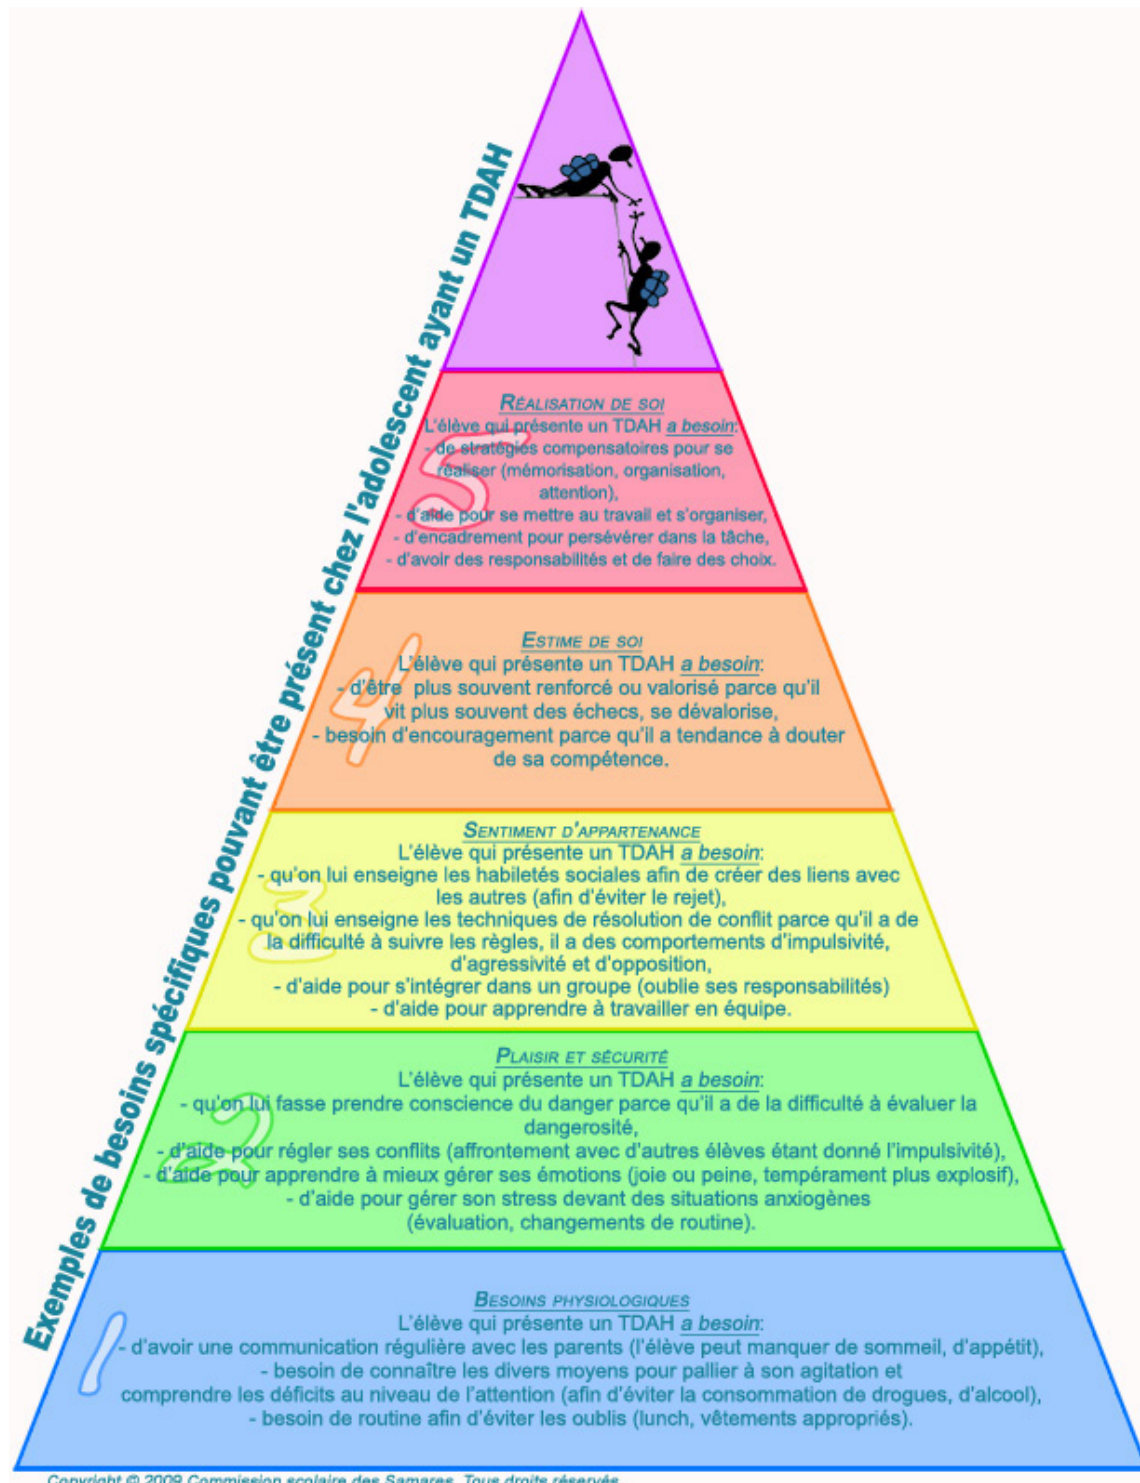 Exemples de besoins spécifiques pouvant être présent chez l'adolescent ayant un TDAH
5
RÉALISATION DE SOI
L'élève qui présente un TDAH a besoin:
- de stratégies compensatoires pour se
réaliser (mémorisation, organisation,
attention),
- d'aide pour se mettre au travail et s'organiser,
- d'encadrement pour persévérer dans la tâche,
- d'avoir des responsabilités et de faire des choix.
4
ESTIME DE SOI
L'élève qui présente un TDAH a besoin:
- d'être plus souvent renforcé ou valorisé parce qu'il
vit plus souvent des échecs, se dévalorise,
- besoin d'encouragement parce qu'il a tendance à douter
de sa compétence.
3
SENTIMENT D'APPARTENANCE
L'élève qui présente un TDAH a besoin:
- qu'on lui enseigne les habiletés sociales afin de créer des liens avec
les autres (afin d'éviter le rejet),
- qu'on lui enseigne les techniques de résolution de conflit parce qu'il a de
la difficulté à suivre les règles, il a des comportements d'impulsivité,
d'agressivité et d'opposition,
- d'aide pour s'intégrer dans un groupe (oublie ses responsabilités)
- d'aide pour apprendre à travailler en équipe.
2
PLAISIR ET SÉCURITÉ
L'élève qui présente un TDAH a besoin:
- qu'on lui fasse prendre conscience du danger parce qu'il a de la difficulté à évaluer la
dangerosité,
- d'aide pour régler ses conflits (affrontement avec d'autres élèves étant donné l'impulsivité),
- d'aide pour apprendre à mieux gérer ses émotions (joie ou peine, tempérament plus explosif),
- d'aide pour gérer son stress devant des situations anxiogènes
(évaluation, changements de routine).
1
BESOINS PHYSIOLOGIQUES
L'élève qui présente un TDAH a besoin:
- d'avoir une communication régulière avec les parents (l'élève peut manquer de sommeil, d'appétit),
- besoin de connaître les divers moyens pour pallier à son agitation et
comprendre les déficits au niveau de l'attention (afin d'éviter la consommation de drogues, d'alcool),
- besoin de routine afin d'éviter les oublis (lunch, vêtements appropriés).
Copyright © 2009 Commission scolaire des Samares. Tous droits réservés